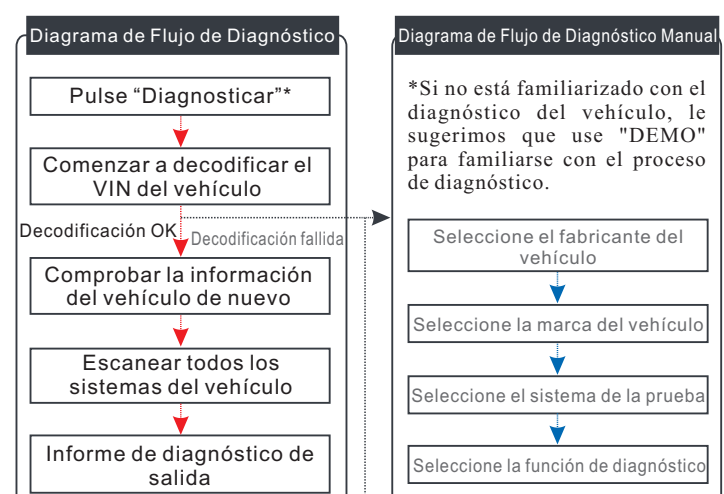 Diagrama de Flujo de Diagnóstico
Pulse “Diagnosticar”*
Comenzar a decodificar el
VIN del vehículo
Decodificación OK
Decodificación fallida
Comprobar la información
del vehículo de nuevo
Escanear todos los
sistemas del vehículo
Informe de diagnóstico de
salida
Diagrama de Flujo de Diagnóstico Manual
*Si no está familiarizado con el
diagnóstico del vehículo, le
sugerimos que use "DEMO"
para familiarse con el proceso
de diagnóstico.
Seleccione el fabricante del
vehículo
Seleccione la marca del vehículo
Seleccione el sistema de la prueba
Seleccione la función de diagnóstico